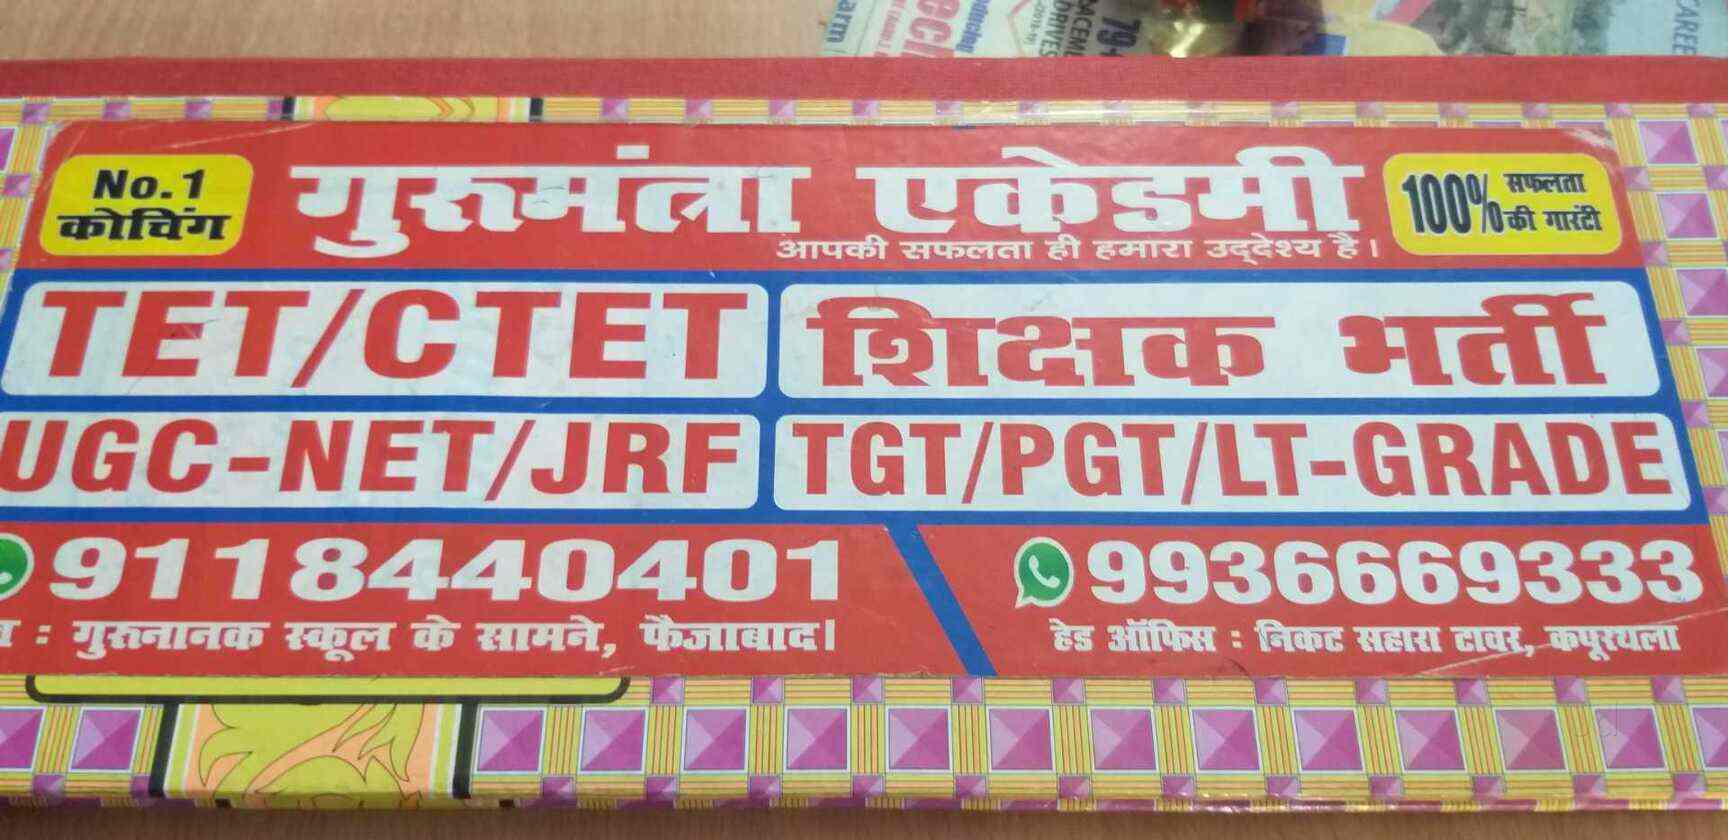 No.1
कोचिंग
गुरुमंत्रा एकेडमी
100% सफलता
की गारंटी
आपकी सफलता ही हमारा उद्देश्य है।
TET/CTET
शिक्षक भर्ती
UGC-NET/JRF
TGT/PGT/LT-GRADE
9118440401
9936669333
: गुरुनानक स्कूल के सामने, फैजाबाद।
हेड ऑफिस : निकट सहारा टावर, कपूरथला